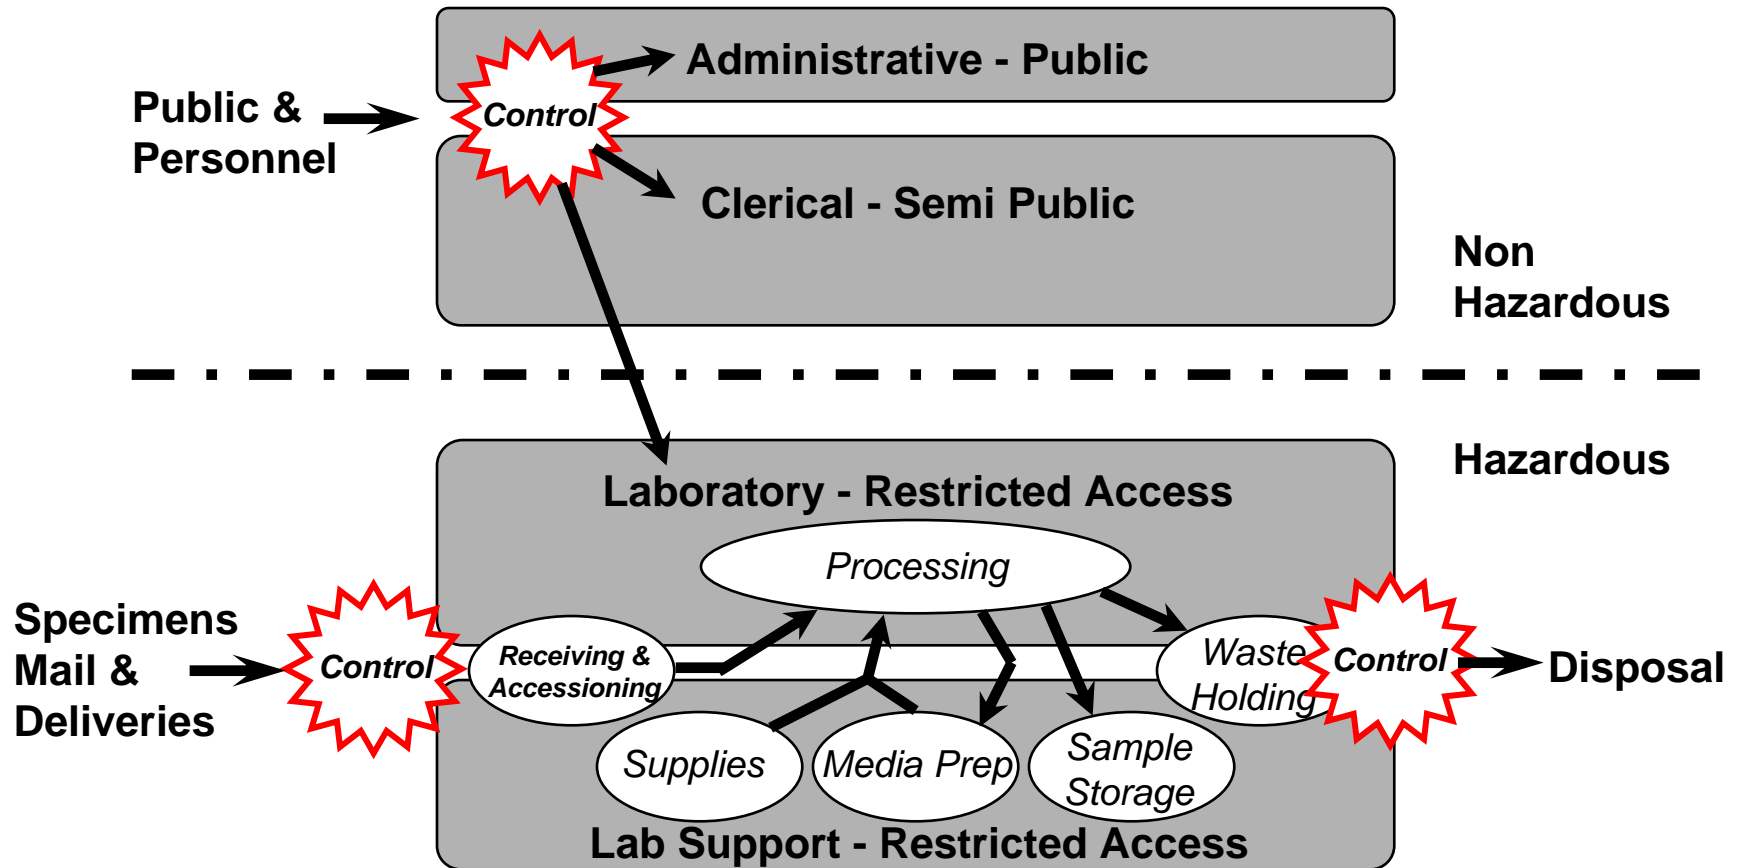 Administrative - Public
Public &
Personnel
Control
Clerical - Semi Public
Non
Hazardous
Hazardous
Laboratory - Restricted Access
Processing
Specimens
Mail &
Deliveries
Control
Receiving &
Accessioning
Waste
Holding
Control
Disposal
Supplies
Media Prep
Sample
Storage
Lab Support - Restricted Access